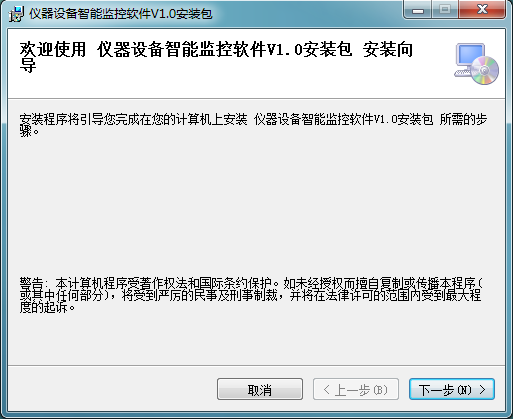 仪器设备智能监控软件V1.0安装包
欢迎使用 仪器设备智能监控软件V1.0安装包 安装向
导
安装程序将引导您完成在您的计算机上安装 仪器设备智能监控软件V1.0安装包 所需的步
骤。
警告: 本计算机程序受著作权法和国际条约保护。如未经授权而擅自复制或传播本程序(
或其中任何部分)，将受到严厉的民事及刑事制裁，并将在法律许可的范围内受到最大程
度的起诉。
取消
< 上一步(B)
下一步(N) >